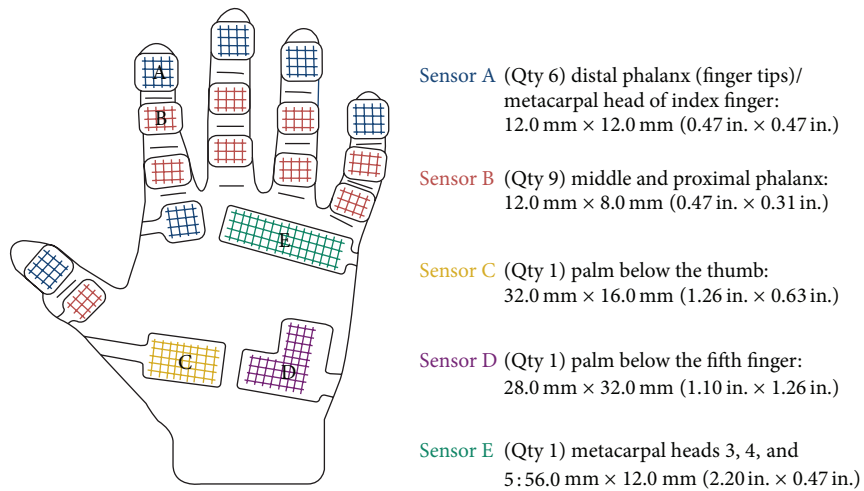 A
B
E
C
D
Sensor A (Qty 6) distal phalanx (finger tips)/
metacarpal head of index finger:
12.0 mm × 12.0 mm (0.47 in. × 0.47 in.)
Sensor B (Qty 9) middle and proximal phalanx:
12.0 mm × 8.0 mm (0.47 in. × 0.31 in.)
Sensor C (Qty 1) palm below the thumb:
32.0 mm × 16.0 mm (1.26 in. × 0.63 in.)
Sensor D (Qty 1) palm below the fifth finger:
28.0 mm × 32.0 mm (1.10 in. × 1.26 in.)
Sensor E (Qty 1) metacarpal heads 3, 4, and
5:56.0 mm × 12.0 mm (2.20 in. × 0.47 in.)